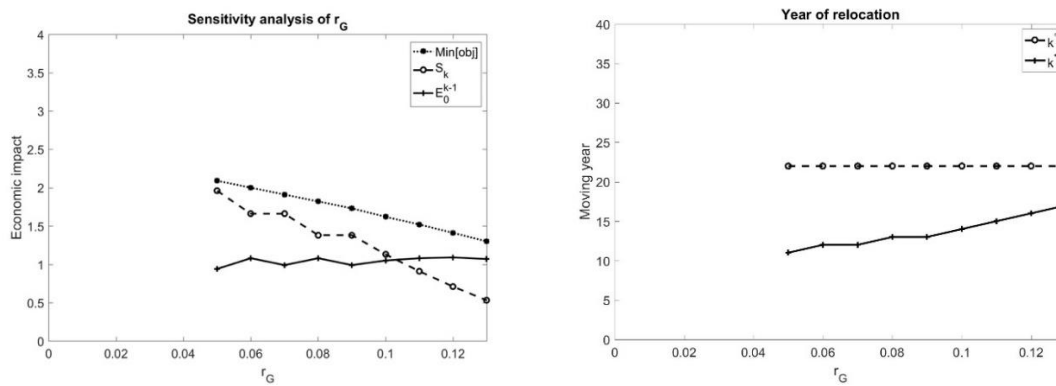 Sensitivity analysis of r_G
4
3.5
3
2.5
2
1.5
1
0.5
0
Economic impact
0
0.02
0.04
0.06
0.08
0.1
0.12
r_G
Min[obj]
S_k
E_0^{k-1}
Year of relocation
40
35
30
25
20
15
10
5
0
Moving year
0
0.02
0.04
0.06
0.08
0.1
0.12
r_G
k
k